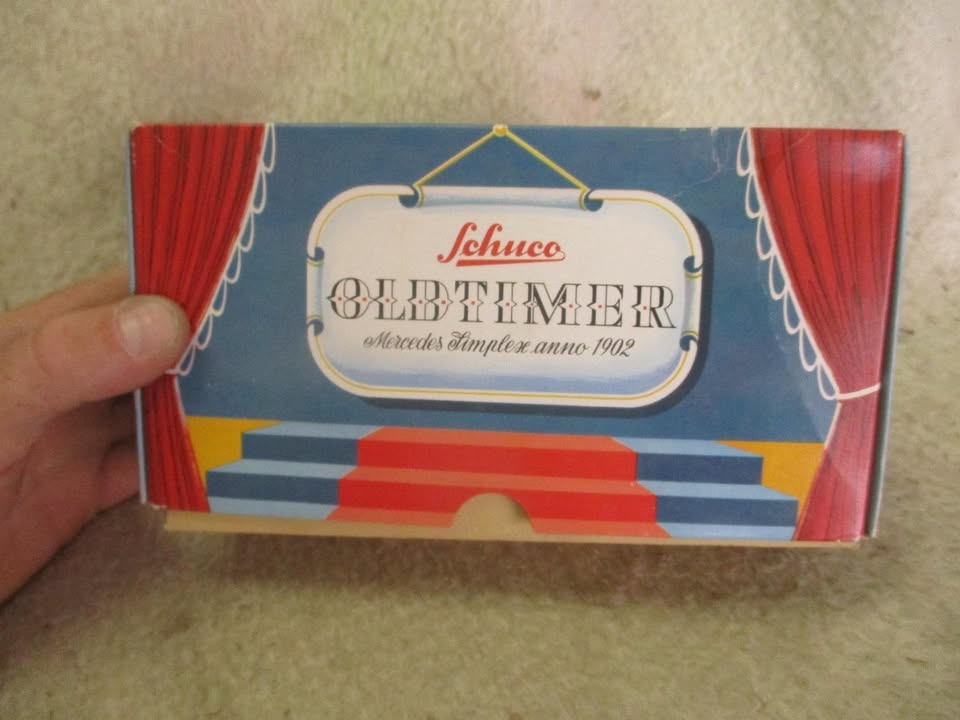 Schuco
OLDTIMER
Mercedes Simplex anno 1902